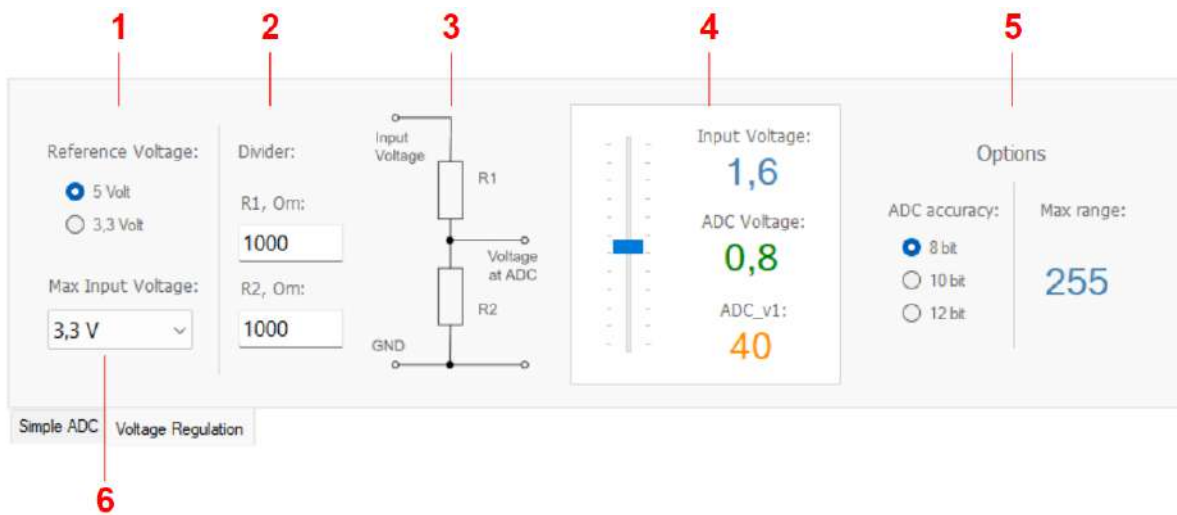 1
2
3
4
5
Reference Voltage:
5 Volt
3,3 Volt
Max Input Voltage:
3,3 V
Divider:
R1, Om:
1000
R2, Om:
1000
Input
Voltage
R1
Voltage
at ADC
R2
GND
Input Voltage:
1,6
ADC Voltage:
0,8
ADC_v1:
40
Options
ADC accuracy:
8 bit
10 bit
12 bit
Max range:
255
Simple ADC
Voltage Regulation
6